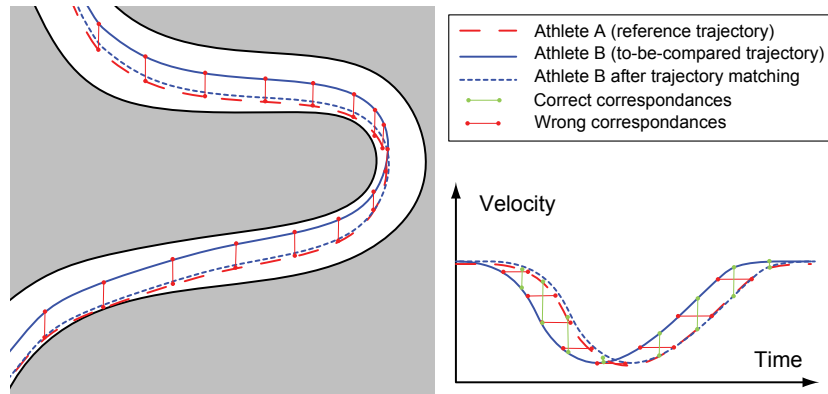 Athlete A (reference trajectory)
Athlete B (to-be-compared trajectory)
Athlete B after trajectory matching
Correct correspondances
Wrong correspondances
Velocity
Time